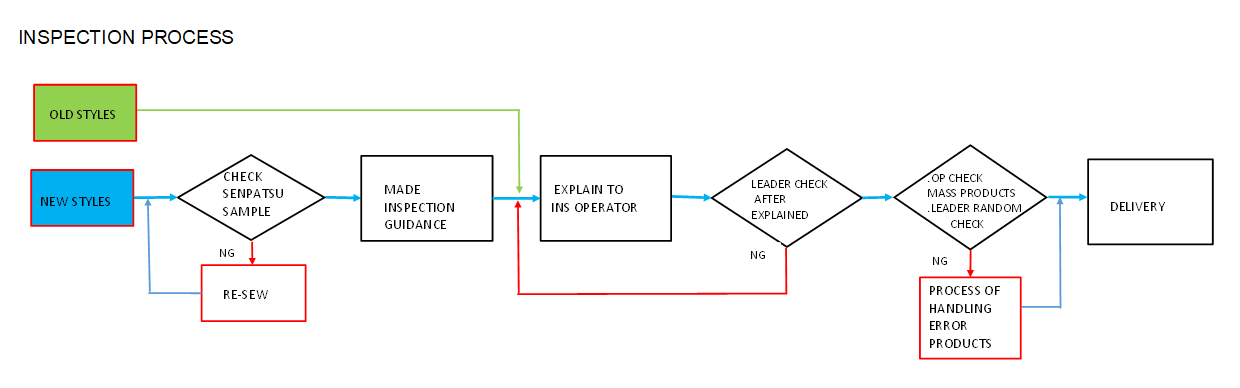 INSPECTION PROCESS
OLD STYLES
NEW STYLES
CHECK
SENPATSU
SAMPLE
NG
RE-SEW
MADE
INSPECTION
GUIDANCE
EXPLAIN TO
INS OPERATOR
LEADER CHECK
AFTER
EXPLAINED
NG
.OP CHECK
MASS PRODUCTS
.LEADER RANDOM
CHECK
NG
PROCESS OF
HANDLING
ERROR
PRODUCTS
DELIVERY